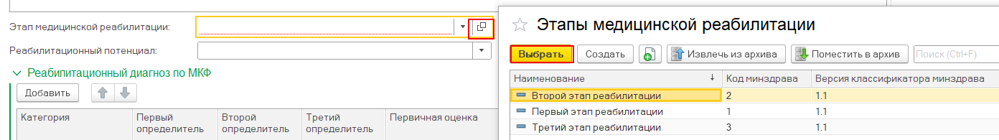 Этап медицинской реабилитации:
Реабилитационный потенциал:
Реабилитационный диагноз по МКФ
Добавить
Категория
Первый определитель
Второй определитель
Третий определитель
Первичная оценка
Этапы медицинской реабилитации
Выбрать
Создать
Извлечь из архива
Поместить в архив
Поиск (Ctrl+F)
Наименование ↓ Код минздрава Версия классификатора минздрава
Второй этап реабилитации 2 1.1
Первый этап реабилитации 1 1.1
Третий этап реабилитации 3 1.1